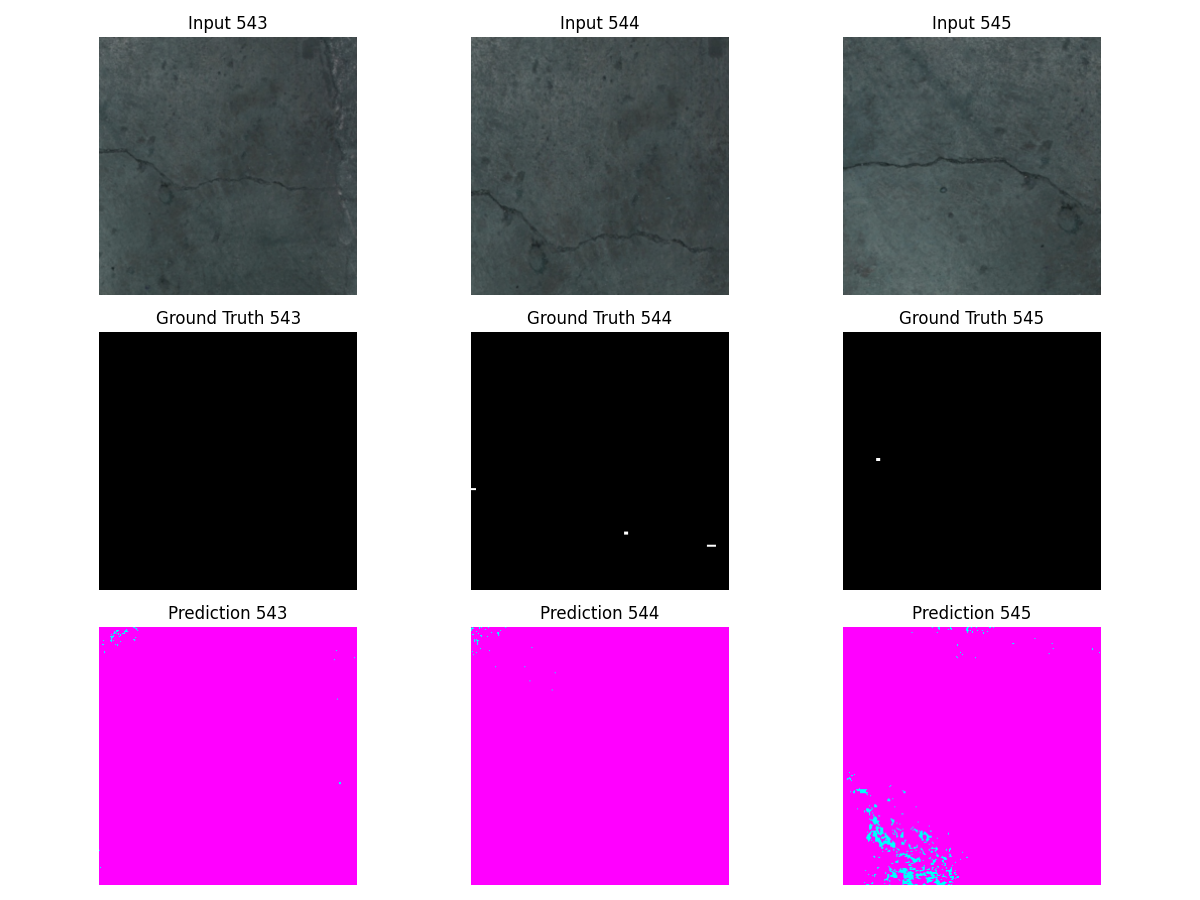 Input 543
Input 544
Input 545
Ground Truth 543
Ground Truth 544
Ground Truth 545
Prediction 543
Prediction 544
Prediction 545